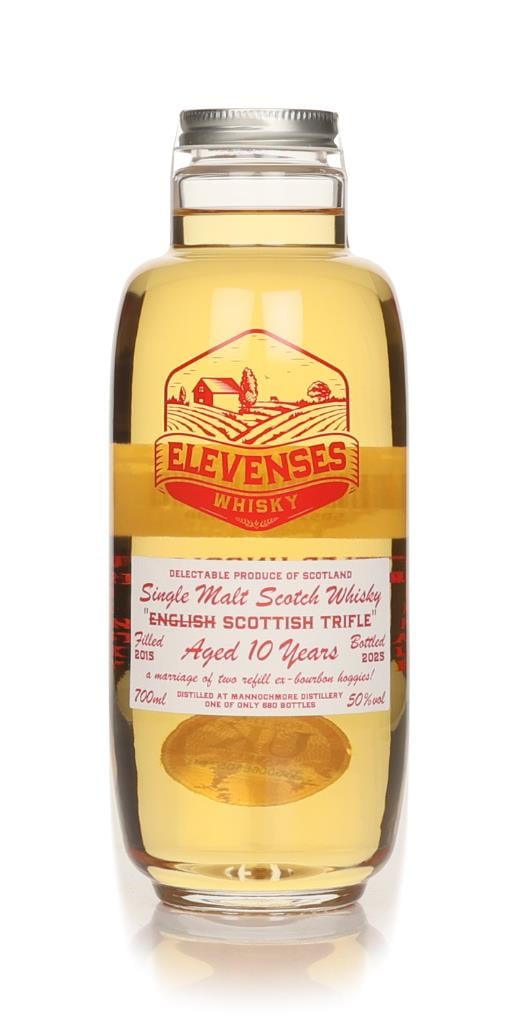 ELEVENSES
WHISKY
DELECTABLE PRODUCE OF SCOTLAND
Single Malt Scotch Whisky
"ENGLISH SCOTTISH TRIFLE"
Filled 2015
Aged 10 Years
Bottled 2025
a marriage of two refill ex-bourbon hoggies!
700ml
DISTILLED AT MANNOCHMORE DISTILLERY
ONE OF ONLY 680 BOTTLES
50%vol
UK